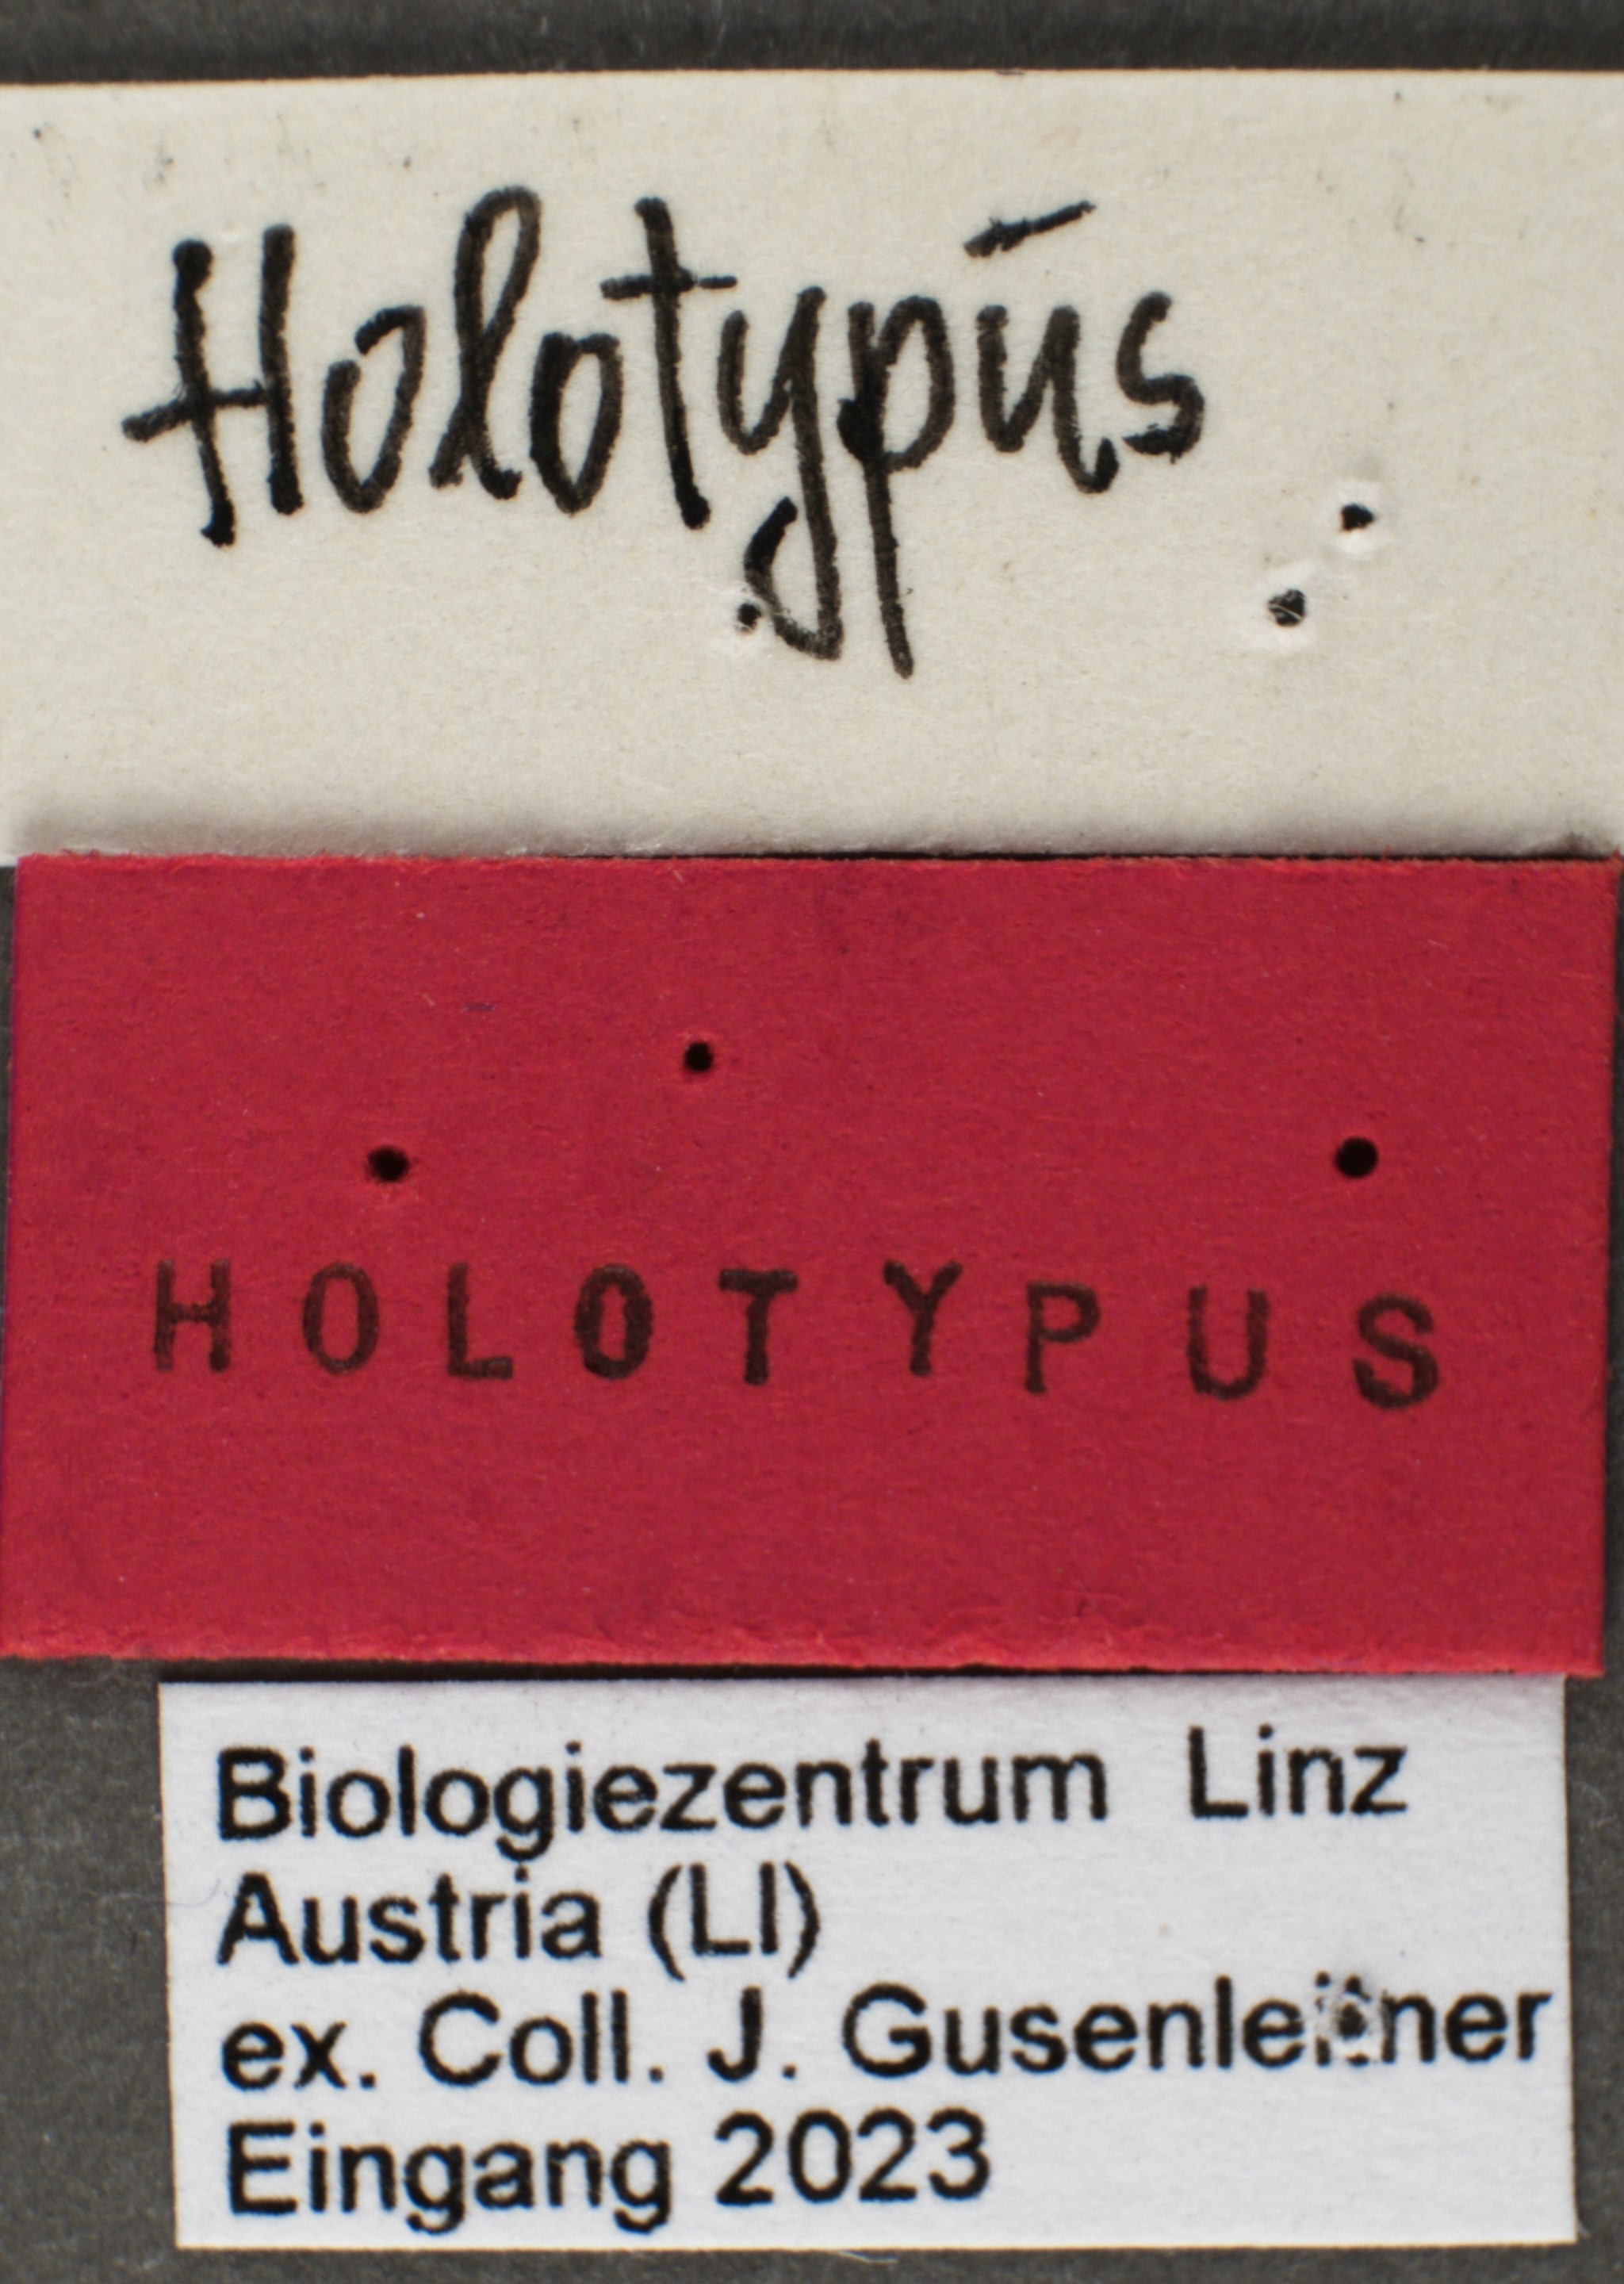 Holotypus
HOLOTYPUS
Biologiezentrum Linz
Austria (LI)
ex. Coll. J. Gusenleitner
Eingang 2023